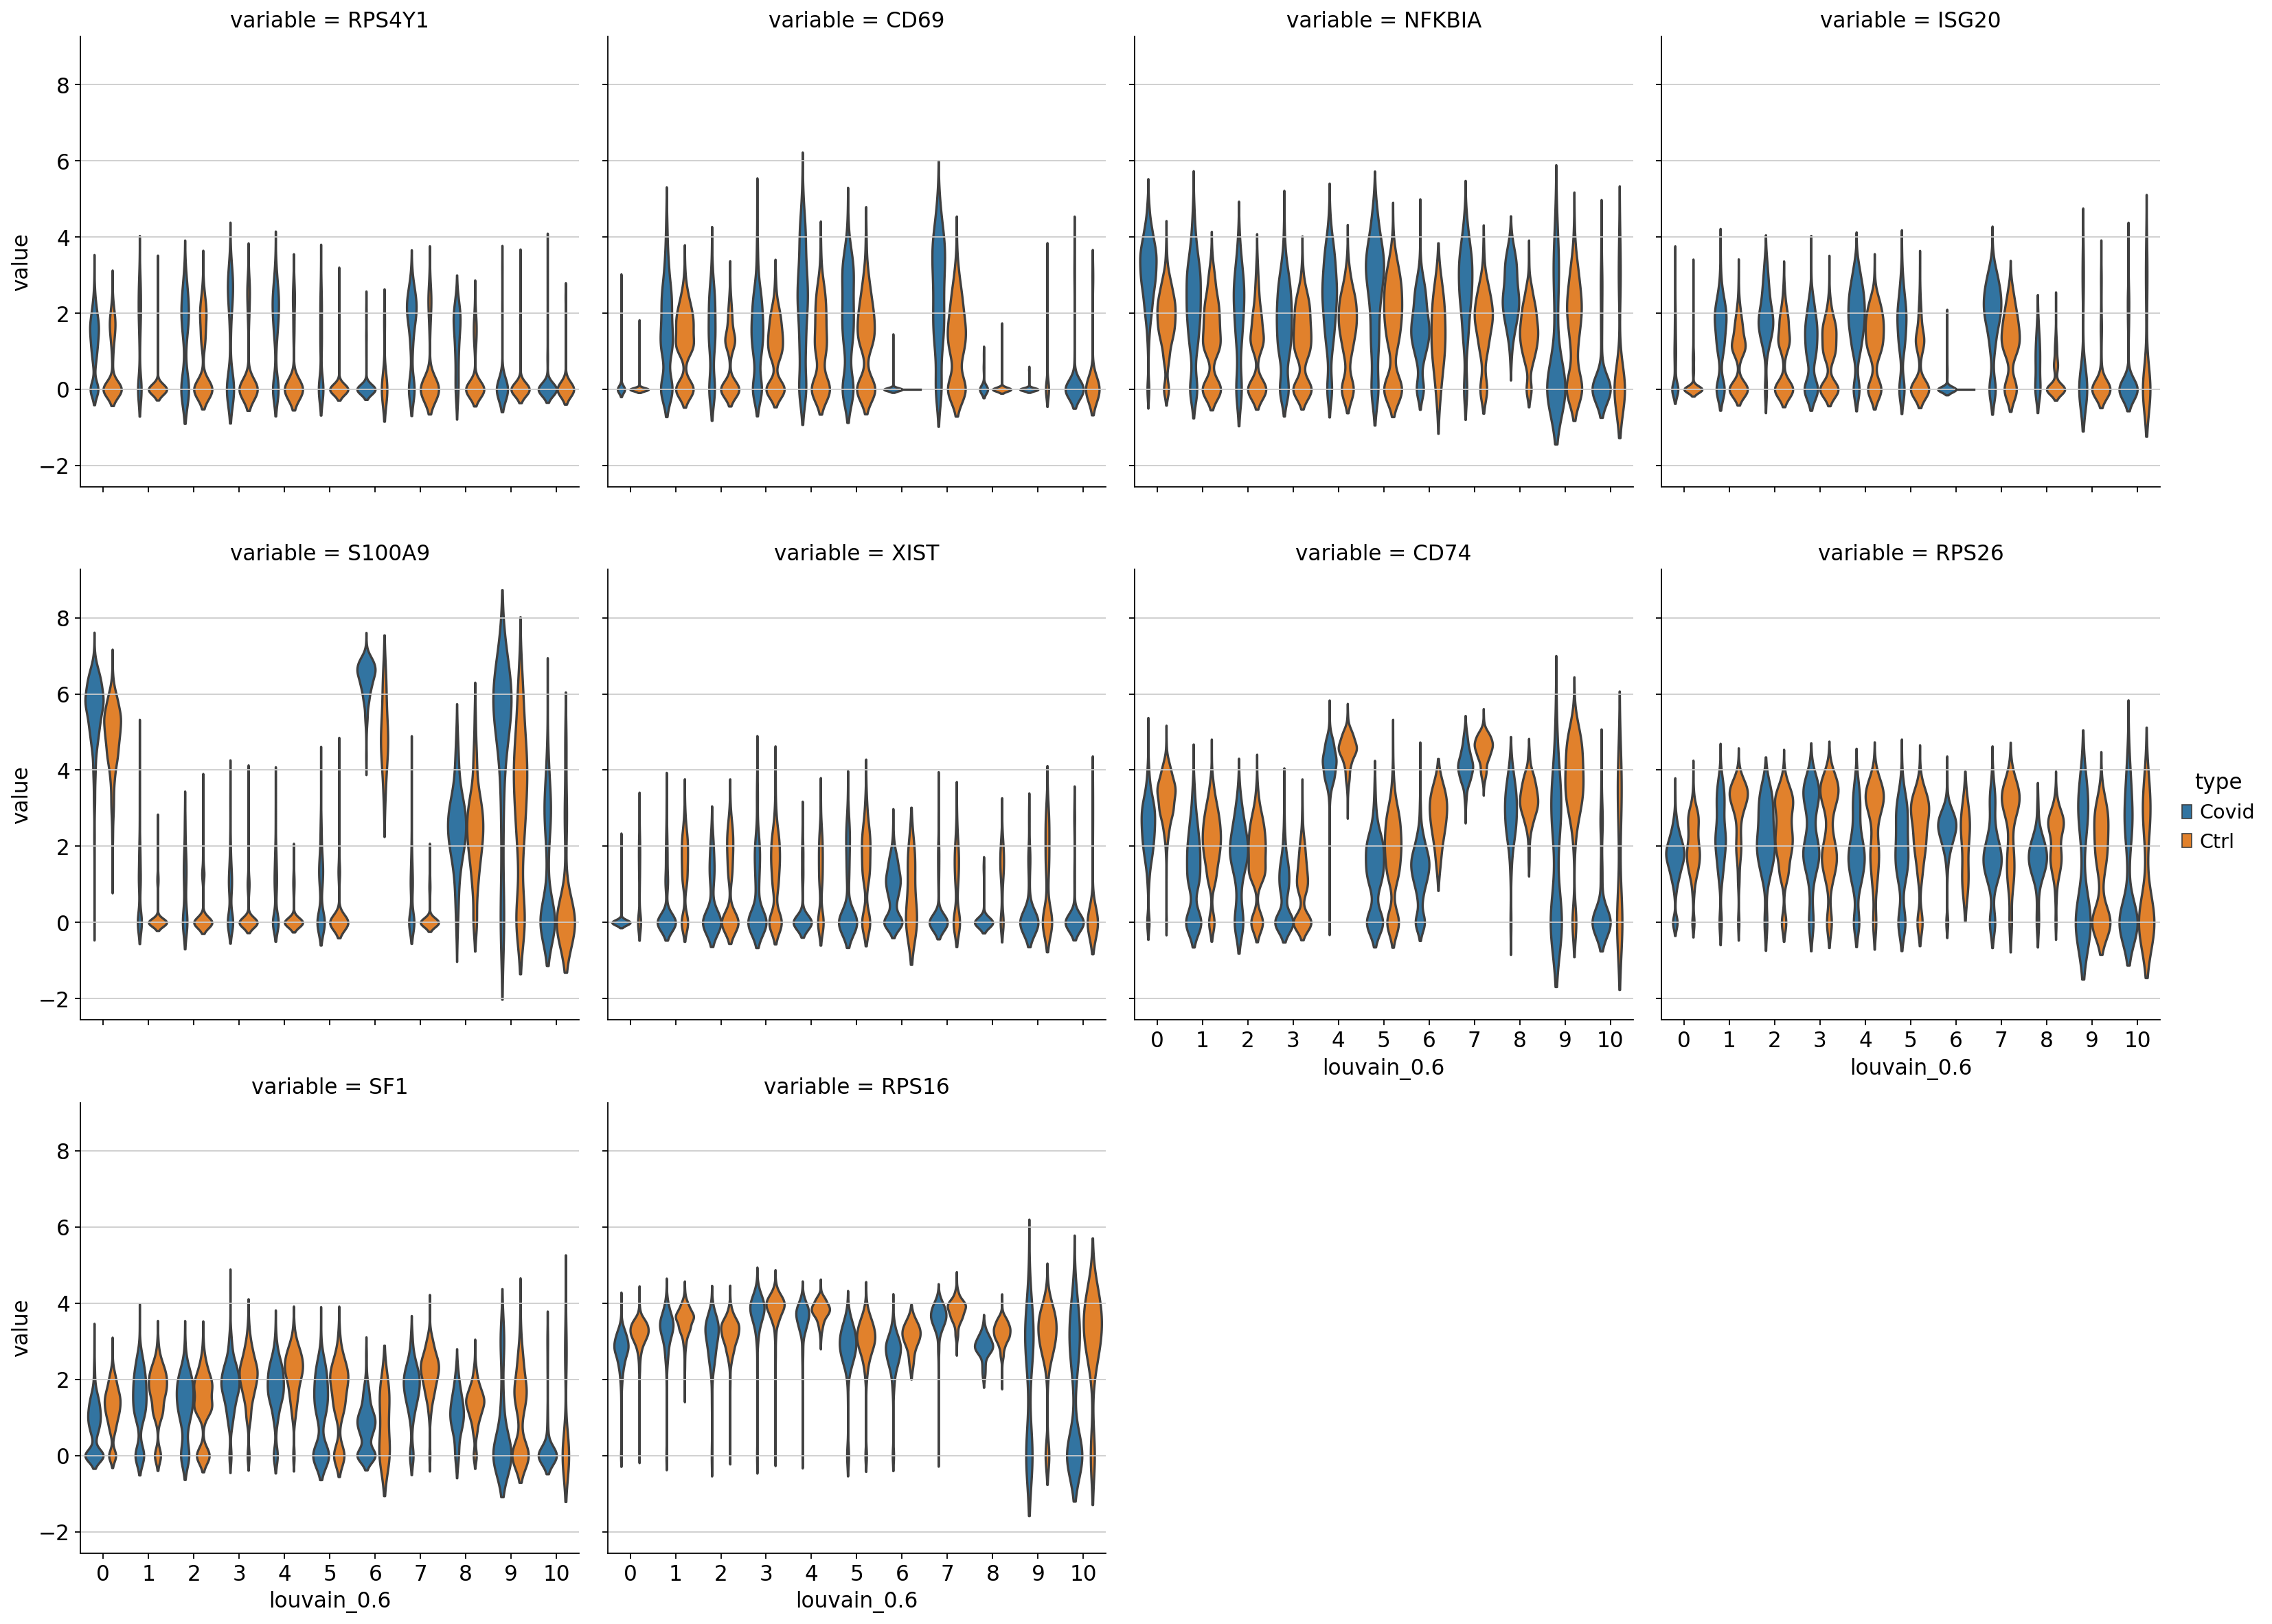 variable = RPS4Y1
variable = CD69
variable = NFKBIA
variable = ISG20
8
6
4
2
0
−2
value
variable = S100A9
variable = XIST
variable = CD74
variable = RPS26
8
6
4
2
0
−2
value
0 1 2 3 4 5 6 7 8 9 10
louvain_0.6
0 1 2 3 4 5 6 7 8 9 10
louvain_0.6
type
Covid
Ctrl
variable = SF1
variable = RPS16
8
6
4
2
0
−2
value
0 1 2 3 4 5 6 7 8 9 10
louvain_0.6
0 1 2 3 4 5 6 7 8 9 10
louvain_0.6